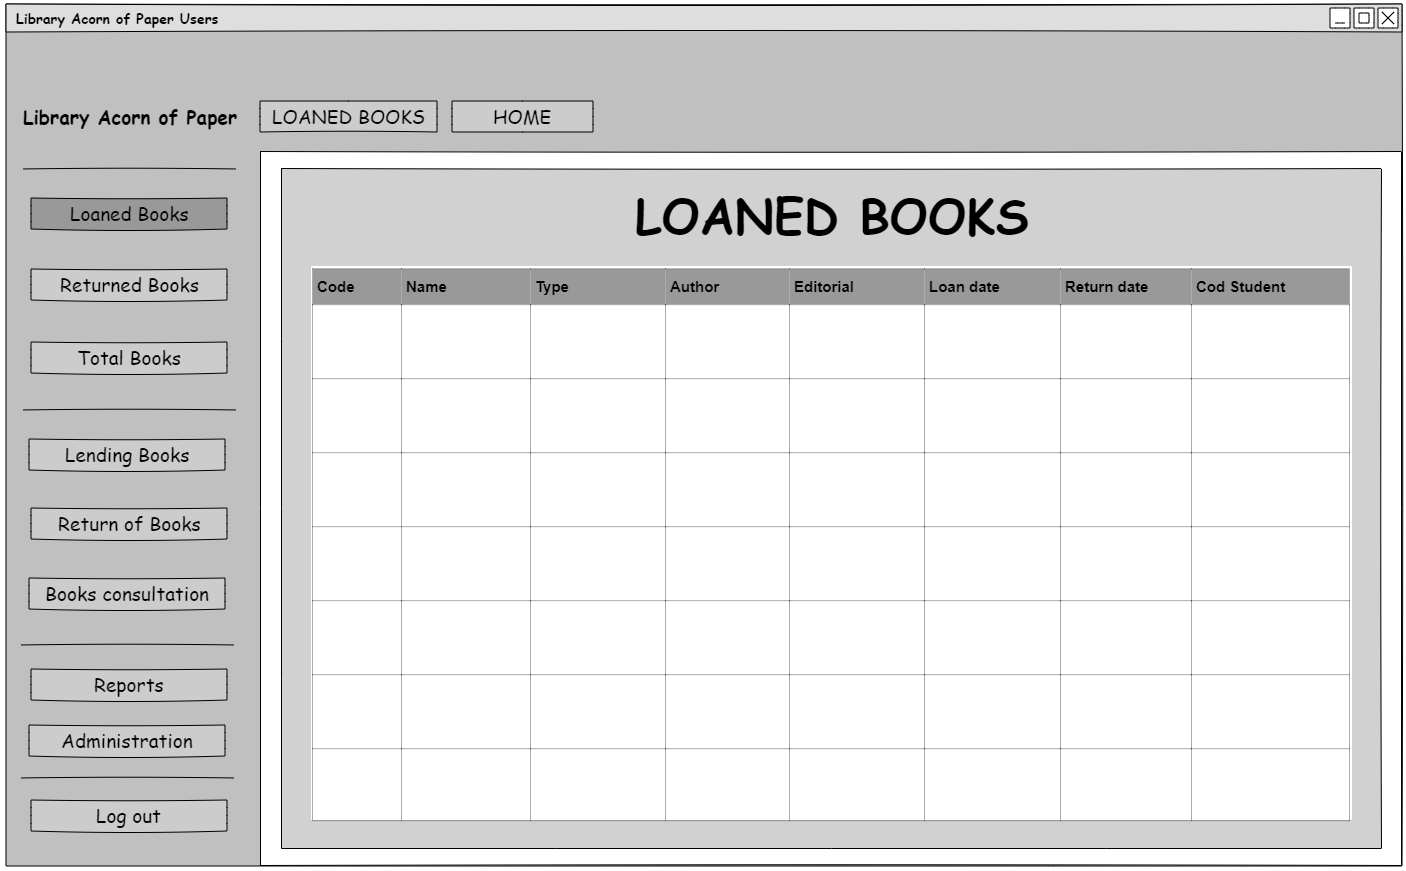 Library Acorn of Paper Users
Library Acorn of Paper
LOANED BOOKS
HOME
Loaned Books
Returned Books
Total Books
Lending Books
Return of Books
Books consultation
Reports
Administration
Log out
LOANED BOOKS
Code Name Type Author Editorial Loan date Return date Cod Student